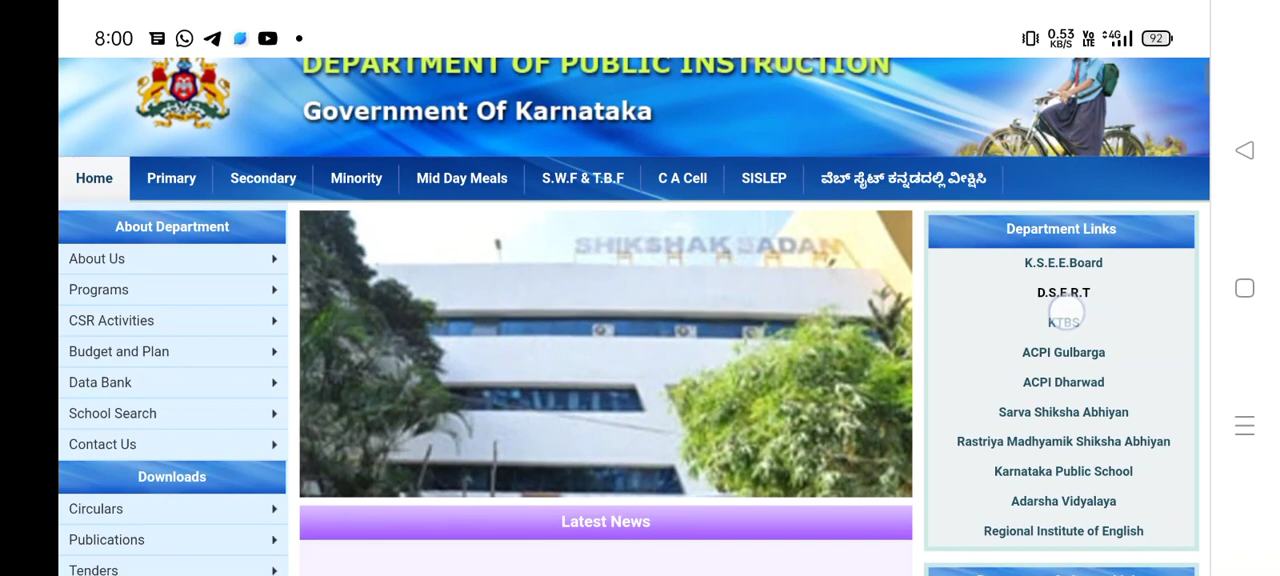 8:00
0.53
KB/S
Vo
LTE
4G
92
DEPARTMENT OF PUBLIC INSTRUCTION
Government Of Karnataka
Home
Primary
Secondary
Minority
Mid Day Meals
S.W.F & T.B.F
C A Cell
SISLEP
ವೆಬ್ ಸೈಟ್ ಕನ್ನಡದಲ್ಲಿ ವೀಕ್ಷಿಸಿ
About Department
About Us
Programs
CSR Activities
Budget and Plan
Data Bank
School Search
Contact Us
Downloads
Circulars
Publications
Tenders
SHIKSHAK SADAN
Latest News
Department Links
K.S.E.E.Board
D.S.E.R.T
KTBS
ACPI Gulbarga
ACPI Dharwad
Sarva Shiksha Abhiyan
Rastriya Madhyamik Shiksha Abhiyan
Karnataka Public School
Adarsha Vidyalaya
Regional Institute of English